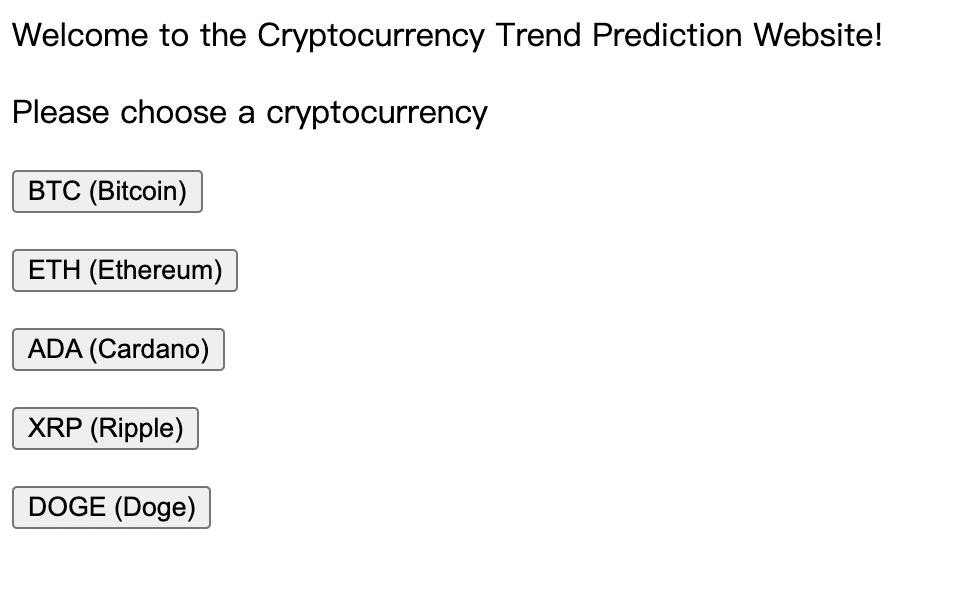 Welcome to the Cryptocurrency Trend Prediction Website!
Please choose a cryptocurrency
BTC (Bitcoin)
ETH (Ethereum)
ADA (Cardano)
XRP (Ripple)
DOGE (Doge)